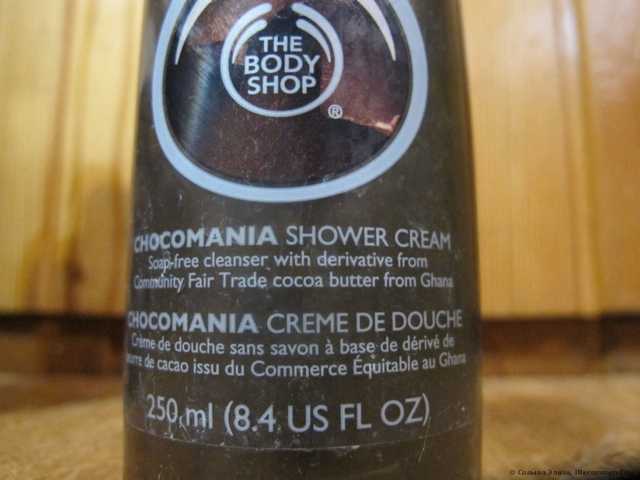 THE
BODY
SHOP
®
CHOCOMANIA SHOWER CREAM
Soap-free cleanser with derivative from
Community Fair Trade cocoa butter from Ghana
CHOCOMANIA CREME DE DOUCHE
Crème de douche sans savon à base de dérivé de
beurre de cacao issu du Commerce Équitable au Ghana
250 ml (8.4 US FL OZ)
©